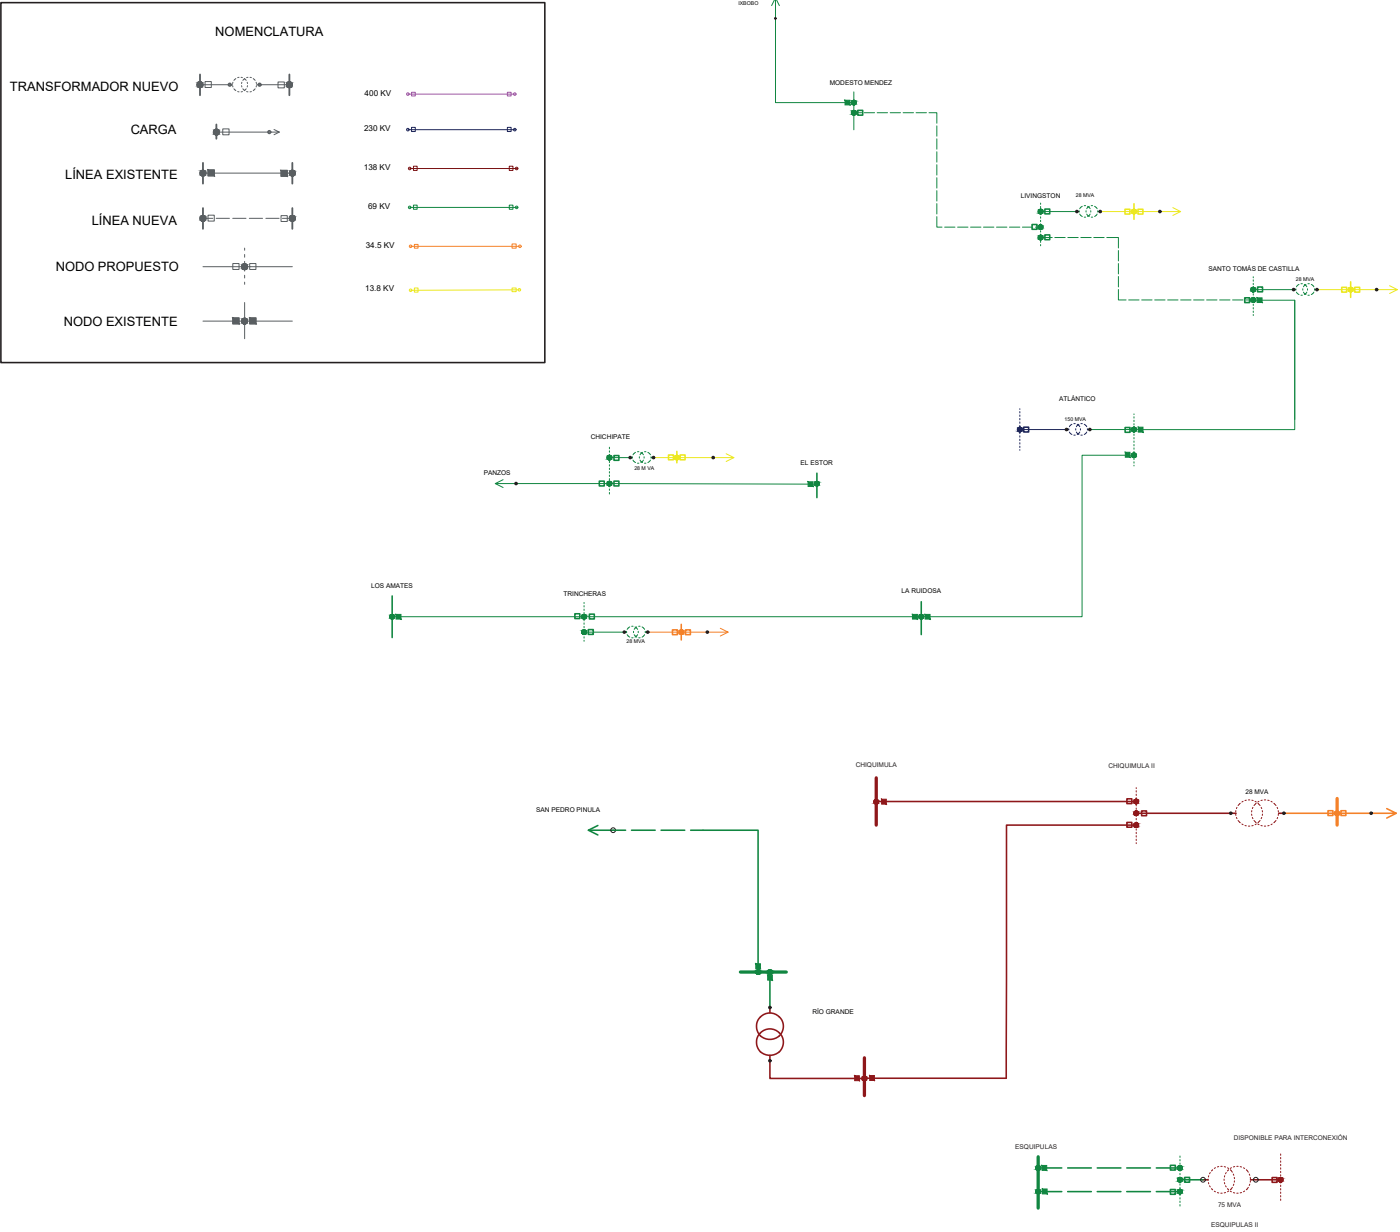 IXBOBO
NOMENCLATURA
TRANSFORMADOR NUEVO
CARGA
LÍNEA EXISTENTE
LÍNEA NUEVA
NODO PROPUESTO
NODO EXISTENTE
400 KV
230 KV
138 KV
69 KV
34.5 KV
13.8 KV
MODESTO MENDEZ
LIVINGSTON
28 MVA
SANTO TOMÁS DE CASTILLA
28 MVA
ATLÁNTICO
150 MVA
CHICHIPATE
28 M VA
PANZOS
EL ESTOR
LOS AMATES
TRINCHERAS
28 MVA
LA RUIDOSA
CHIQUIMULA
CHIQUIMULA II
28 MVA
SAN PEDRO PINULA
RÍO GRANDE
ESQUIPULAS
DISPONIBLE PARA INTERCONEXIÓN
75 MVA
ESQUIPULAS II